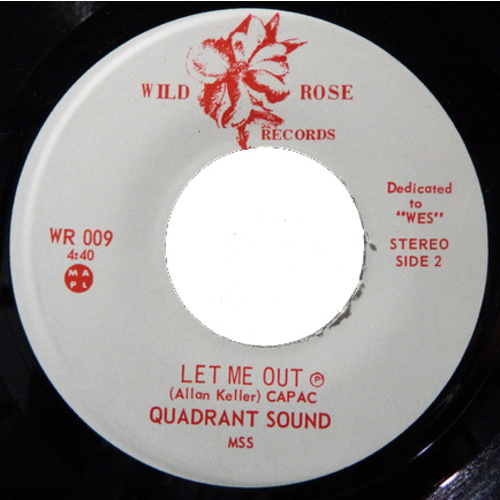 WILD ROSE
RECORDS
Dedicated
to
"WES"
WR 009
4:40
M A
P L
STEREO
SIDE 2
LET ME OUT ℗
(Allan Keller) CAPAC
QUADRANT SOUND
MSS